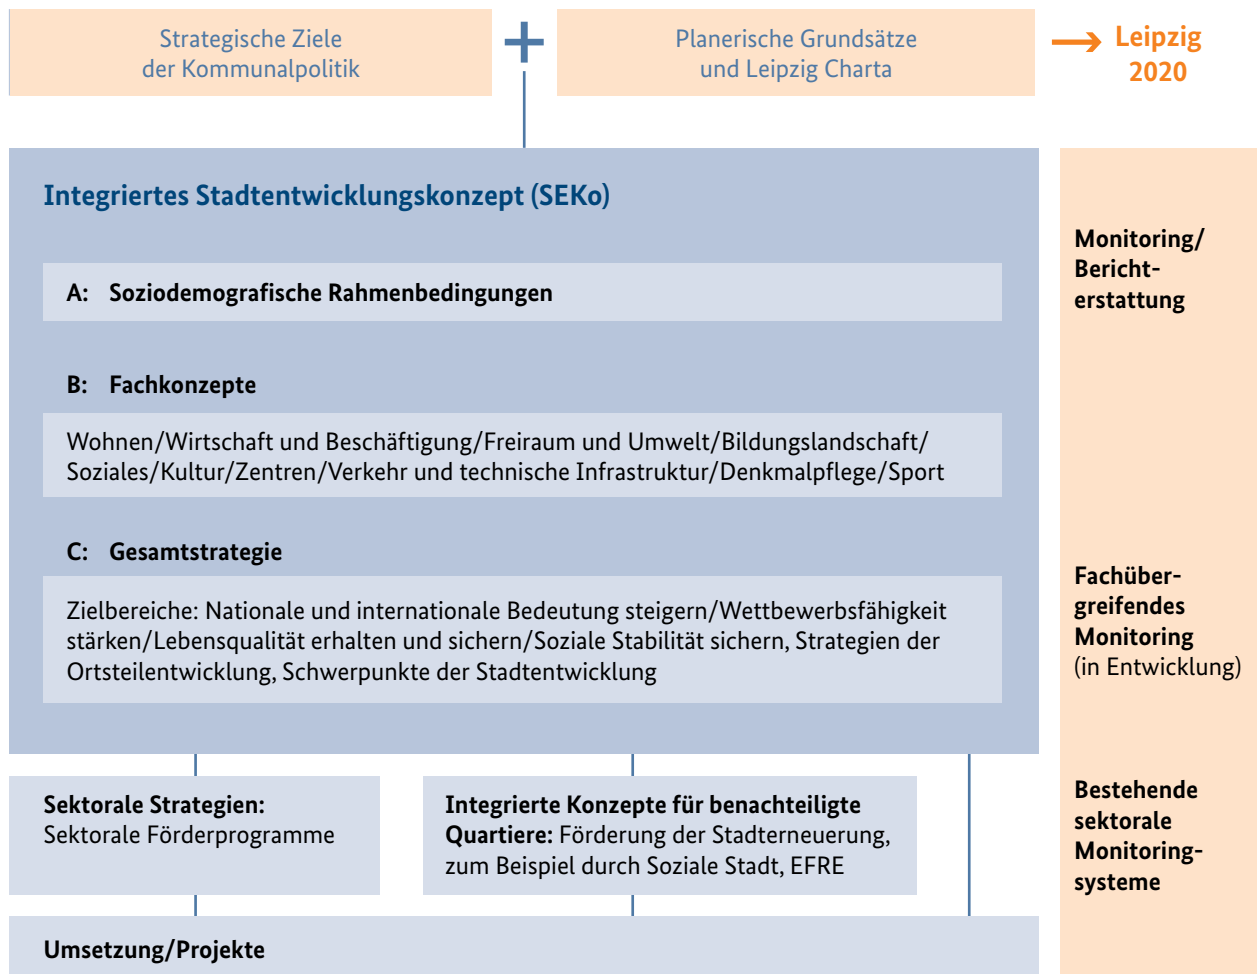 Strategische Ziele
der Kommunalpolitik
+
Planerische Grundsätze
und Leipzig Charta
→ Leipzig
2020
Integriertes Stadtentwicklungskonzept (SEKo)
A: Soziodemografische Rahmenbedingungen
B: Fachkonzepte
Wohnen/Wirtschaft und Beschäftigung/Freiraum und Umwelt/Bildungslandschaft/
Soziales/Kultur/Zentren/Verkehr und technische Infrastruktur/Denkmalpflege/Sport
C: Gesamtstrategie
Zielbereiche: Nationale und internationale Bedeutung steigern/Wettbewerbsfähigkeit
stärken/Lebensqualität erhalten und sichern/Soziale Stabilität sichern, Strategien der
Ortsteilentwicklung, Schwerpunkte der Stadtentwicklung
Sektorale Strategien:
Sektorale Förderprogramme
Integrierte Konzepte für benachteiligte
Quartiere: Förderung der Stadterneuerung,
zum Beispiel durch Soziale Stadt, EFRE
Umsetzung/Projekte
Monitoring/
Bericht-
erstattung
Fachüber-
greifendes
Monitoring
(in Entwicklung)
Bestehende
sektorale
Monitoring-
systeme